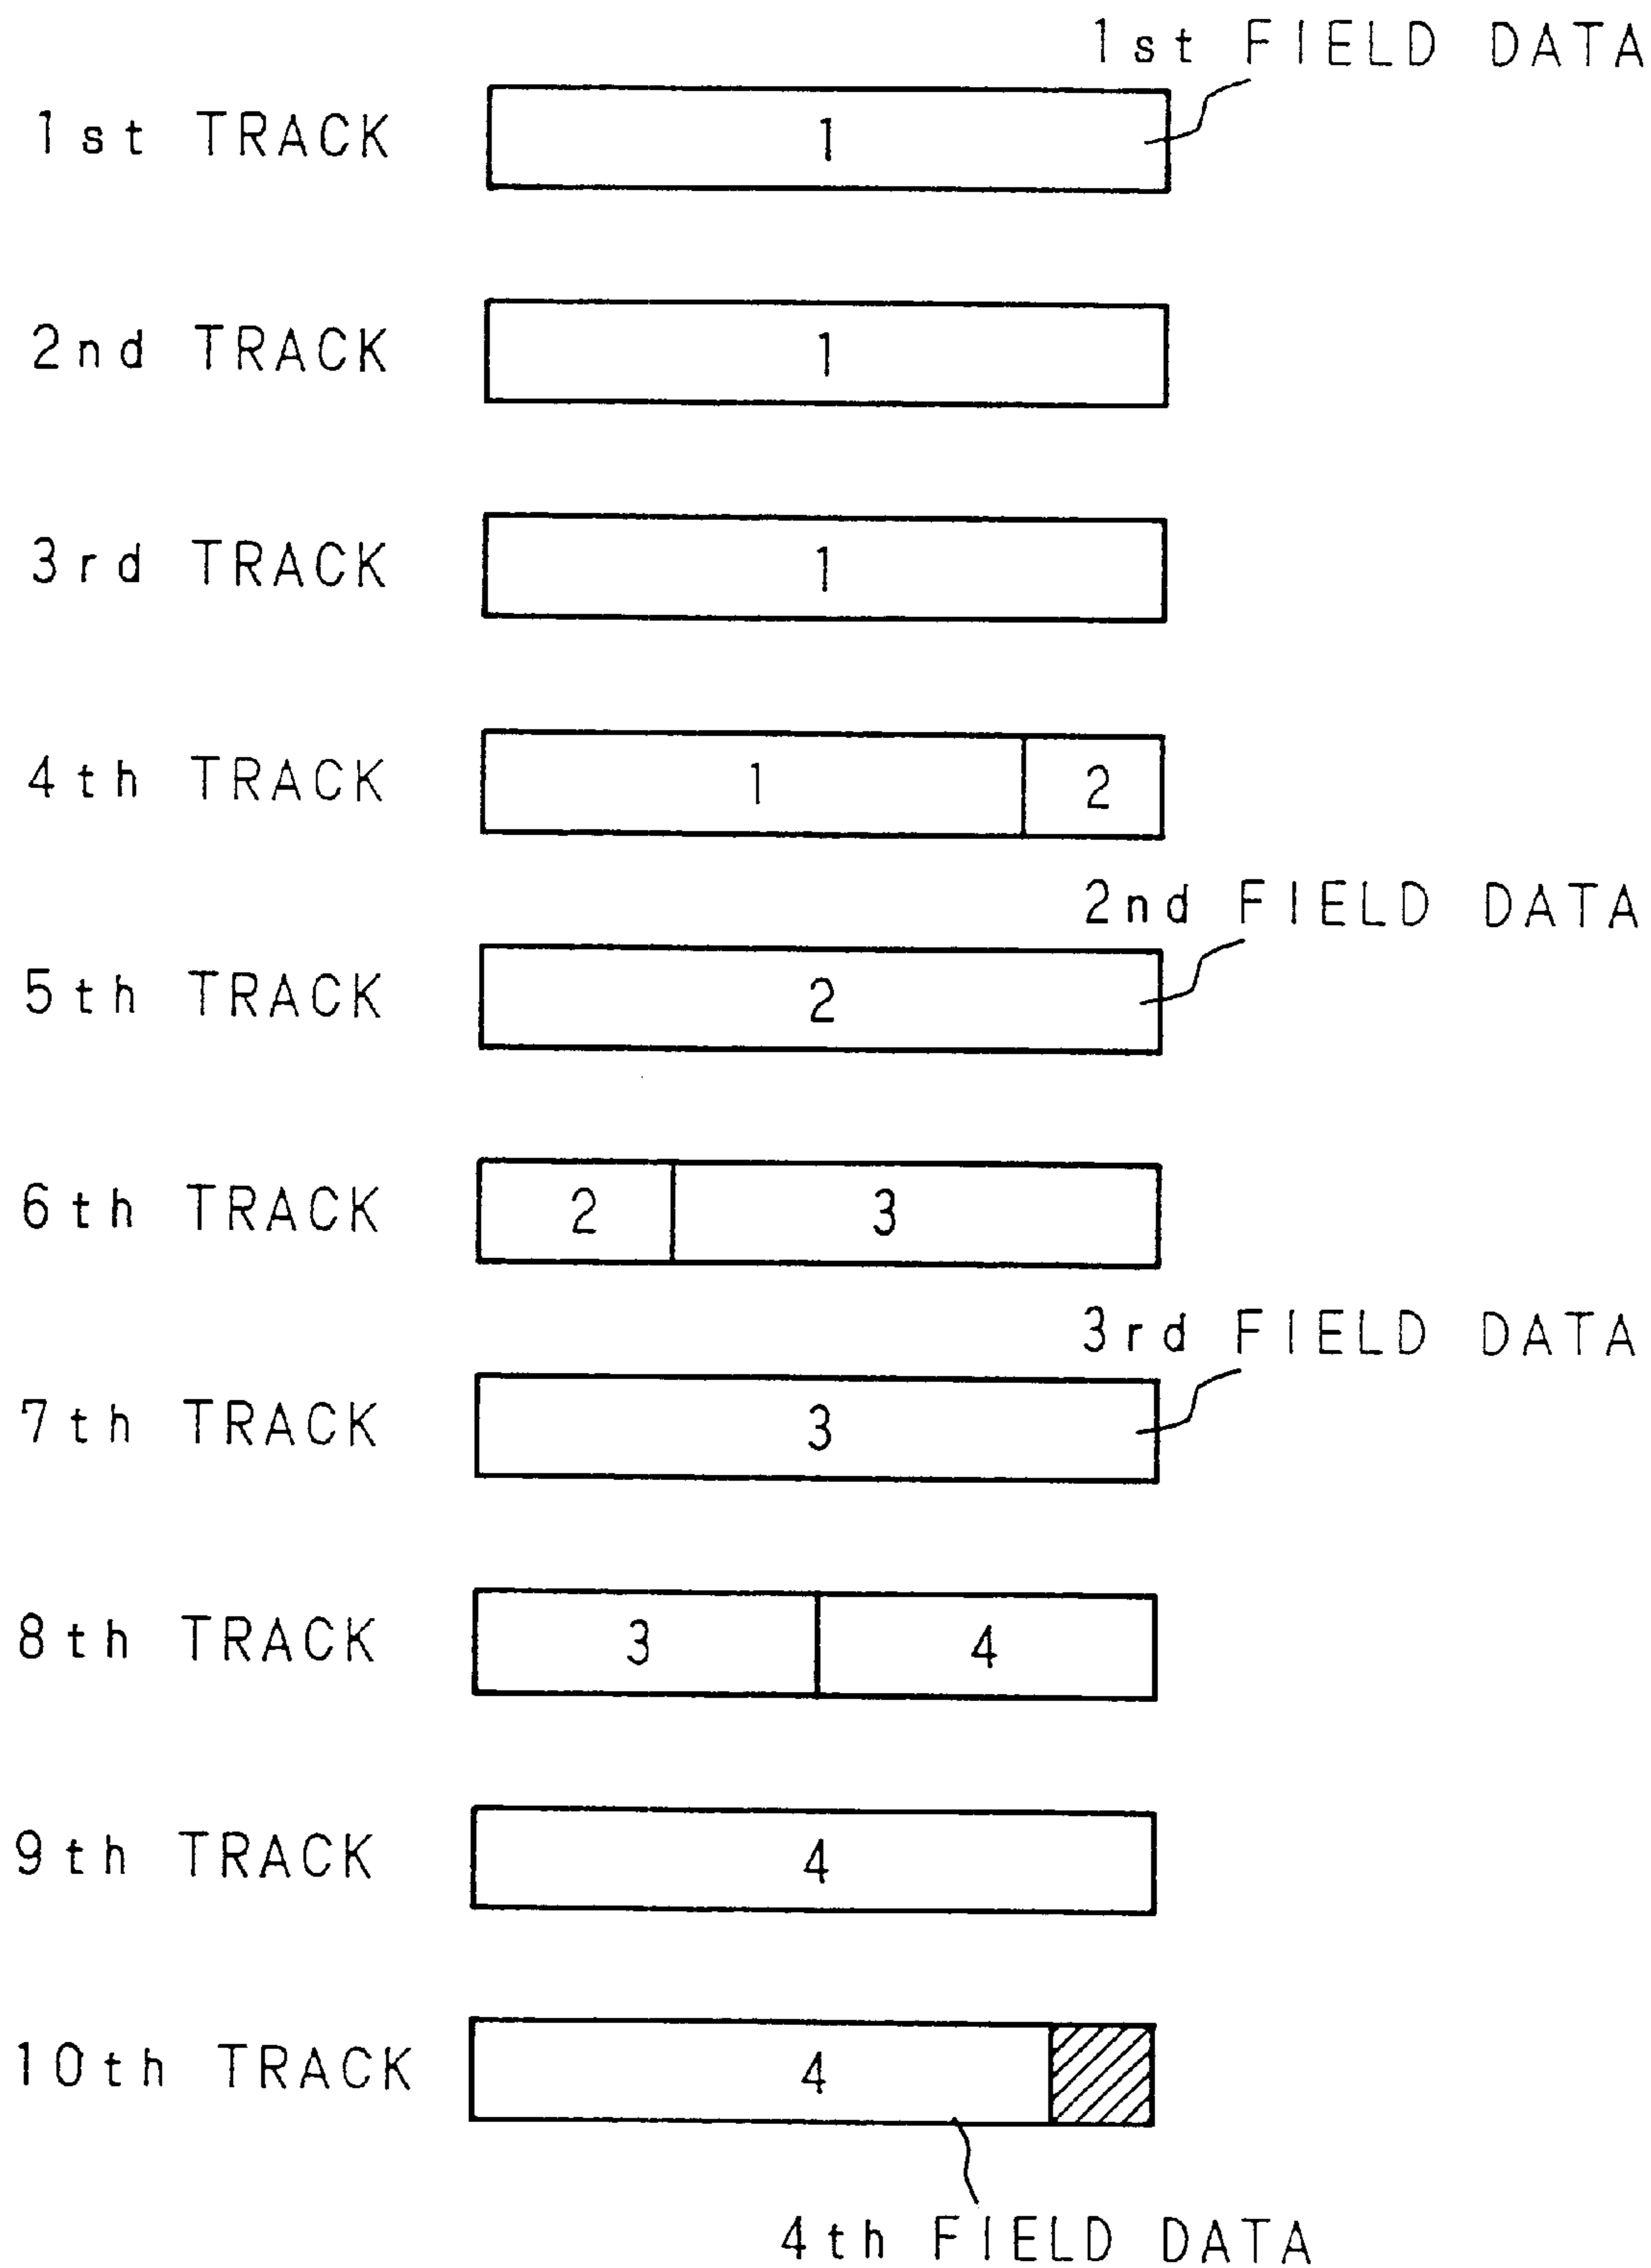 1st FIELD DATA
1st TRACK 1
2nd TRACK 1
3rd TRACK 1
4th TRACK 1 2
2nd FIELD DATA
5th TRACK 2
6th TRACK 2 3
3rd FIELD DATA
7th TRACK 3
8th TRACK 3 4
9th TRACK 4
10th TRACK 4
4th FIELD DATA